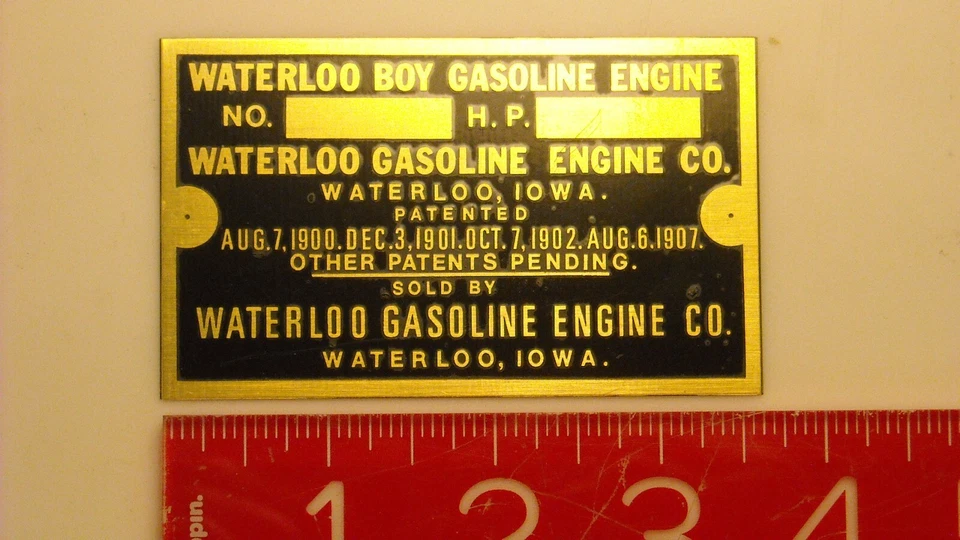 WATERLOO BOY GASOLINE ENGINE
NO. H. P.
WATERLOO GASOLINE ENGINE CO.
WATERLOO, IOWA.
PATENTED
AUG. 7, 1900. DEC. 3, 1901. OCT. 7, 1902. AUG. 6. 1907.
OTHER PATENTS PENDING.
SOLD BY
WATERLOO GASOLINE ENGINE CO.
WATERLOO, IOWA.
1 2 3 4